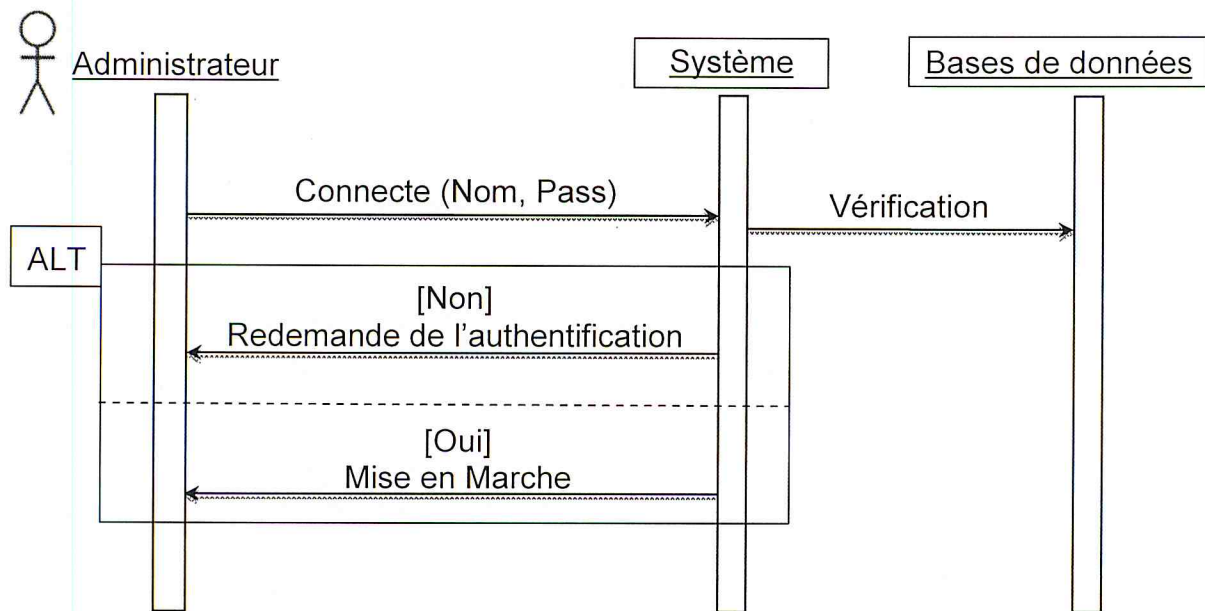 Administrateur
Système
Bases de données
Connecte (Nom, Pass)
Vérification
ALT
[Non]
Redemande de l'authentification
[Oui]
Mise en Marche